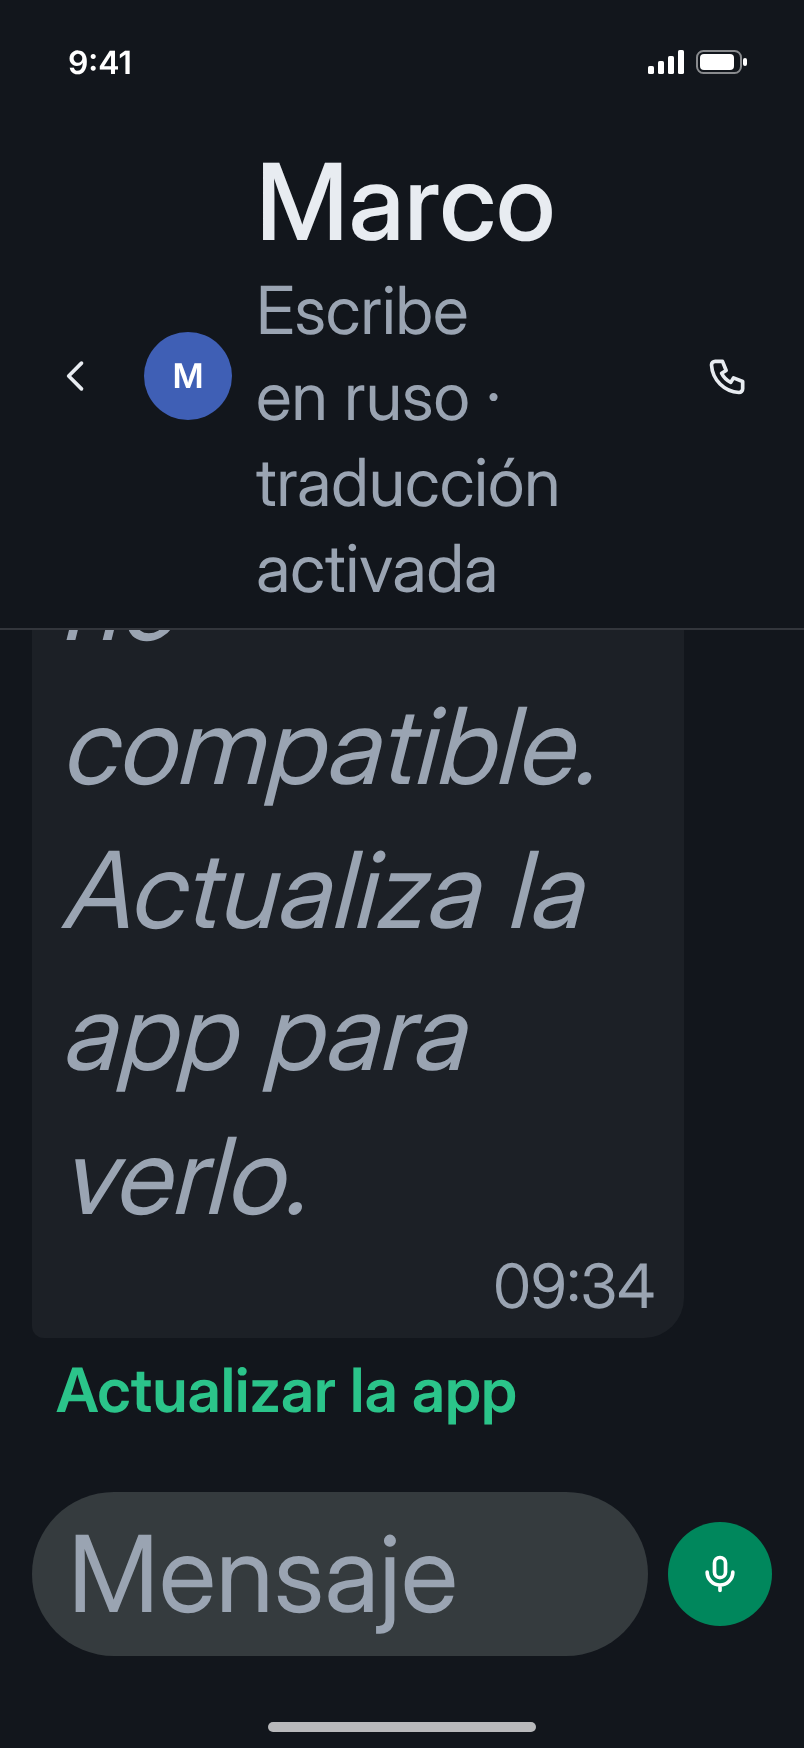 9:41
Marco
Escribe
en ruso ·
traducción
activada
M
compatible.
Actualiza la
app para
verlo.
09:34
Actualizar la app
Mensaje